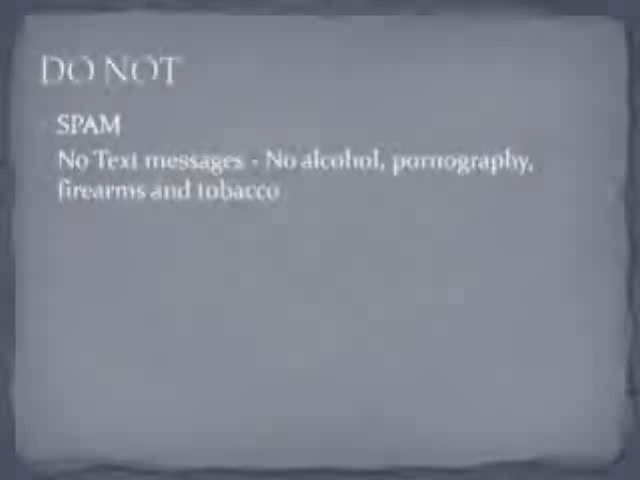 DO NOT
SPAM
No Text messages - No alcohol, pornography,
firearms and tobacco